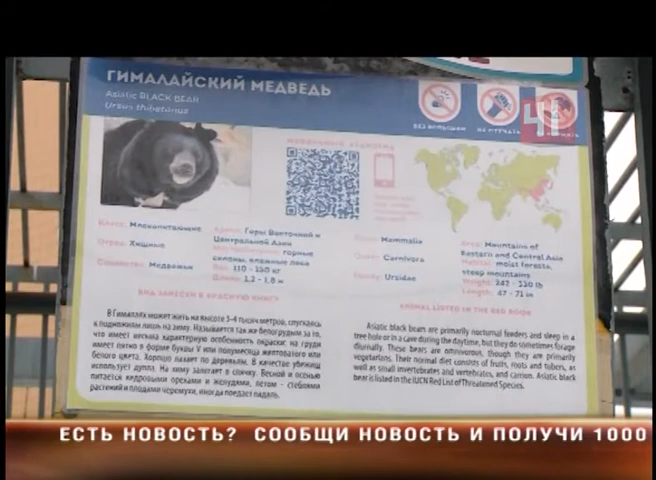 ГИМАЛАЙСКИЙ МЕДВЕДЬ
Asiatic BLACK BEAR
Ursus thibetanus
БЕЗ ВСПЫШКИ
НЕ СТУЧАТЬ
Класс: Млекопитающие
Отряд: Хищные
Семейство: Медвежьи
Ареал: Горы Восточной и
Центральной Азии
горные
склоны, влажные леса
Вес: 110 - 150 кг
Длина: 1,2 - 1,8 м
ВИД ЗАНЕСЕН В КРАСНУЮ КНИГУ
Class: Mammalia
Order: Carnivora
Family: Ursidae
Area: Mountains of
Eastern and Central Asia
Habitat: moist forests,
steep mountains
Weight: 242 - 330 lb
Length: 47 - 71 in
ANIMAL LISTED IN THE RED BOOK
В Гималаях может жить на высоте 3-4 тысяч метров, спускаясь
к подножиям лишь на зиму. Называется так же белогрудым за то,
что имеет весьма характерную особенность окраски: на груди
имеет пятно в форме буквы V или полумесяца желтоватого или
белого цвета. Хорошо лазает по деревьям. В качестве убежищ
использует дупла. На зиму залегает в спячку. Весной и осенью
питается кедровыми орехами и желудями, летом - стеблями
растений и плодами черемухи, иногда поедает падаль.
Asiatic black bears are primarily nocturnal feeders and sleep in a
tree hole or in a cave during the daytime, but they do sometimes forage
diurnally. These bears are omnivorous, though they are primarily
vegetarians. Their normal diet consists of fruits, roots and tubers, as
well as small invertebrates and vertebrates, and carrion. Asiatic black
bear is listed in the IUCN Red List of Threatened Species.
ЕСТЬ НОВОСТЬ? СООБЩИ НОВОСТЬ И ПОЛУЧИ 1000